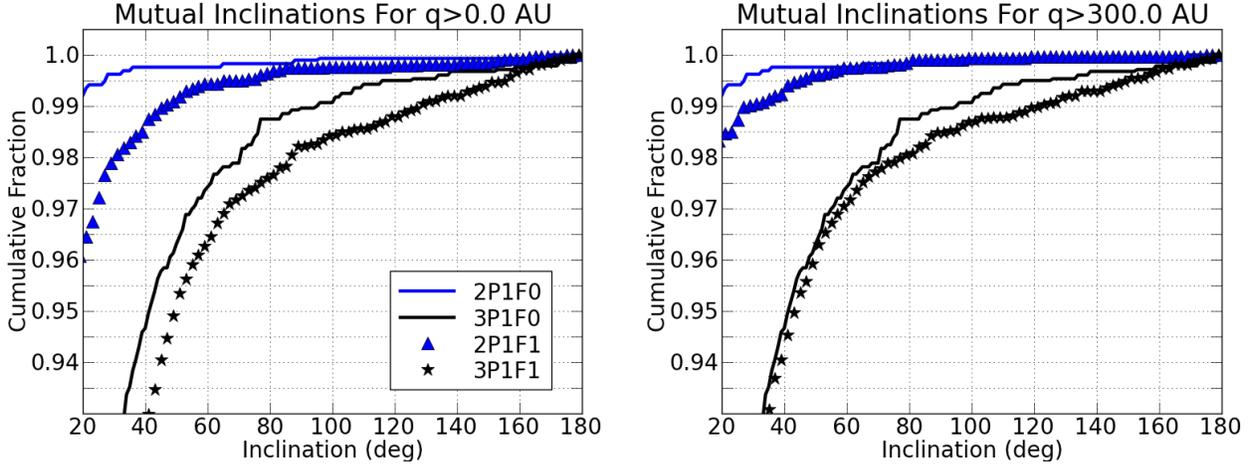 Mutual Inclinations For q>0.0 AU
Cumulative Fraction
1.0
0.99
0.98
0.97
0.96
0.95
0.94
2P1F0
3P1F0
2P1F1
3P1F1
20 40 60 80 100 120 140 160 180
Inclination (deg)
Mutual Inclinations For q>300.0 AU
Cumulative Fraction
1.0
0.99
0.98
0.97
0.96
0.95
0.94
20 40 60 80 100 120 140 160 180
Inclination (deg)